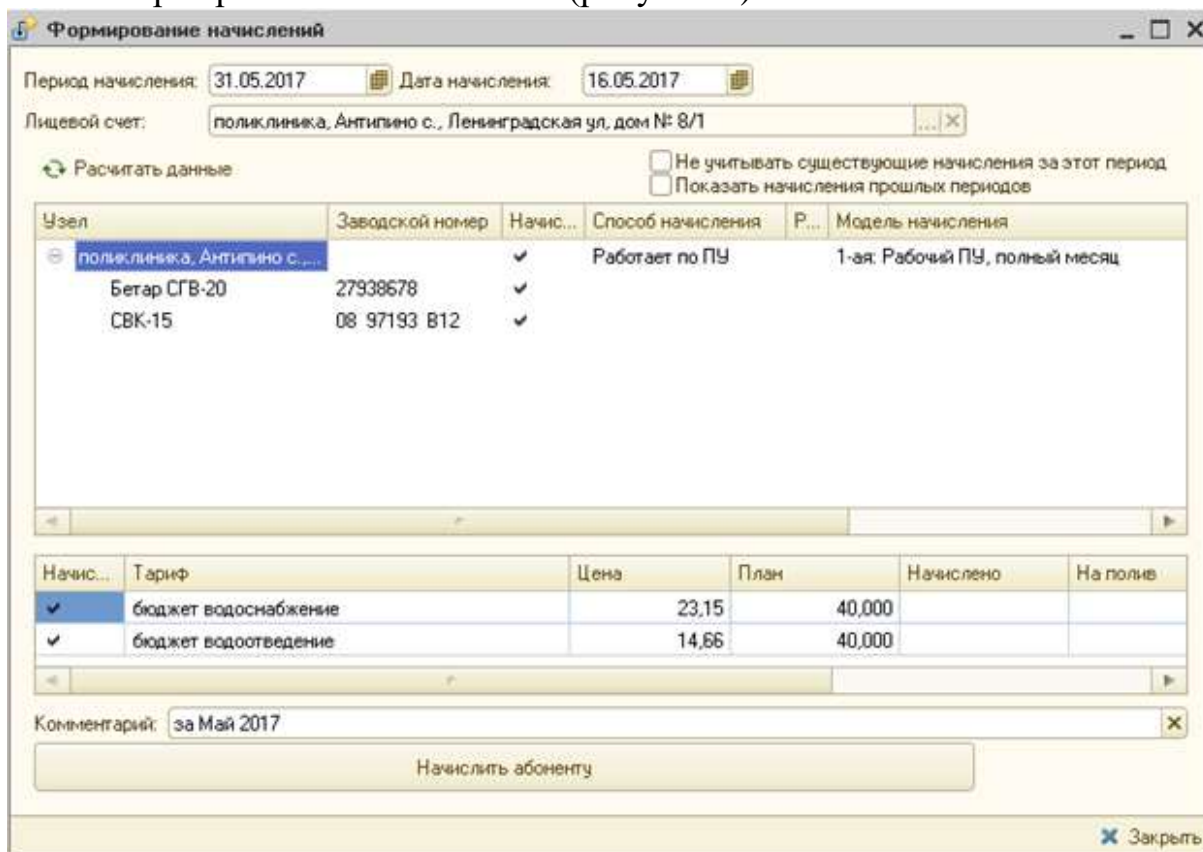 Формирование начислений
Период начисления: 31.05.2017 Дата начисления: 16.05.2017
Лицевой счет: поликлиника, Антипино с., Ленинградская ул, дом № 8/1 ...
Расчитать данные
Не учитывать существующие начисления за этот период
Показать начисления прошлых периодов
Узел Заводской номер Начис... Способ начисления Р... Модель начисления
поликлиника, Антипино с.,... Работает по ПУ 1-ая: Рабочий ПУ, полный месяц
Бетар СГВ-20 27938678
СВК-15 08 97193 В12
Начис... Тариф Цена План Начислено На полив
бюджет водоснабжение 23,15 40,000
бюджет водоотведение 14,66 40,000
Комментарий: за Май 2017
Начислить абоненту
Закрыть